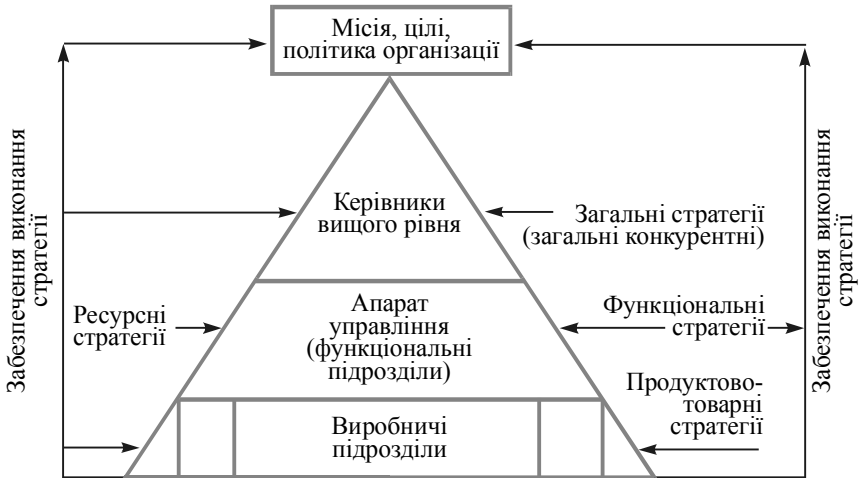 Місія, цілі,
політика організації
Забезпечення виконання
стратегії
Керівники
вищого рівня
Загальні стратегії
(загальні конкурентні)
Ресурсні
стратегії
Апарат
управління
(функціональні
підрозділи)
Функціональні
стратегії
Виробничі
підрозділи
Продуктово-
товарні
стратегії
Забезпечення виконання
стратегії